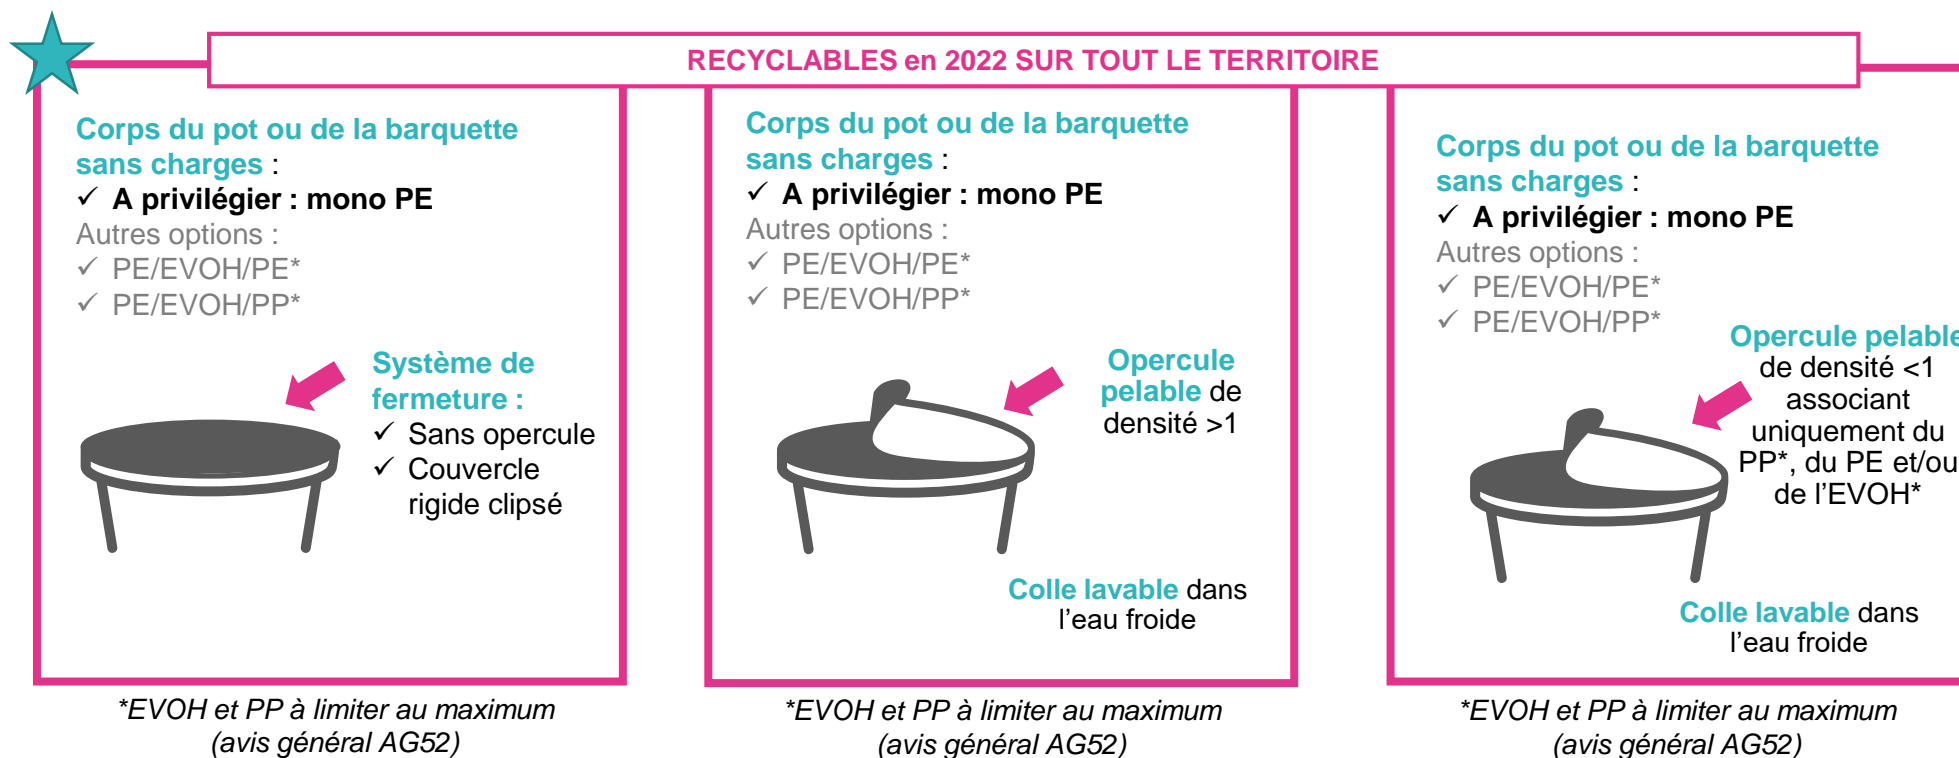 RECYCLABLES en 2022 SUR TOUT LE TERRITOIRE
Corps du pot ou de la barquette
sans charges :
✓ A privilégier : mono PE
Autres options :
✓ PE/EVOH/PE*
✓ PE/EVOH/PP*
Système de
fermeture :
✓ Sans opercule
✓ Couvercle
rigide clipsé
*EVOH et PP à limiter au maximum
(avis général AG52)
Corps du pot ou de la barquette
sans charges :
✓ A privilégier : mono PE
Autres options :
✓ PE/EVOH/PE*
✓ PE/EVOH/PP*
Opercule
pelable de
densité >1
Colle lavable dans
l'eau froide
*EVOH et PP à limiter au maximum
(avis général AG52)
Corps du pot ou de la barquette
sans charges :
✓ A privilégier : mono PE
Autres options :
✓ PE/EVOH/PE*
✓ PE/EVOH/PP*
Opercule pelable
de densité <1
associant
uniquement du
PP*, du PE et/ou
de l'EVOH*
Colle lavable dans
l'eau froide
*EVOH et PP à limiter au maximum
(avis général AG52)